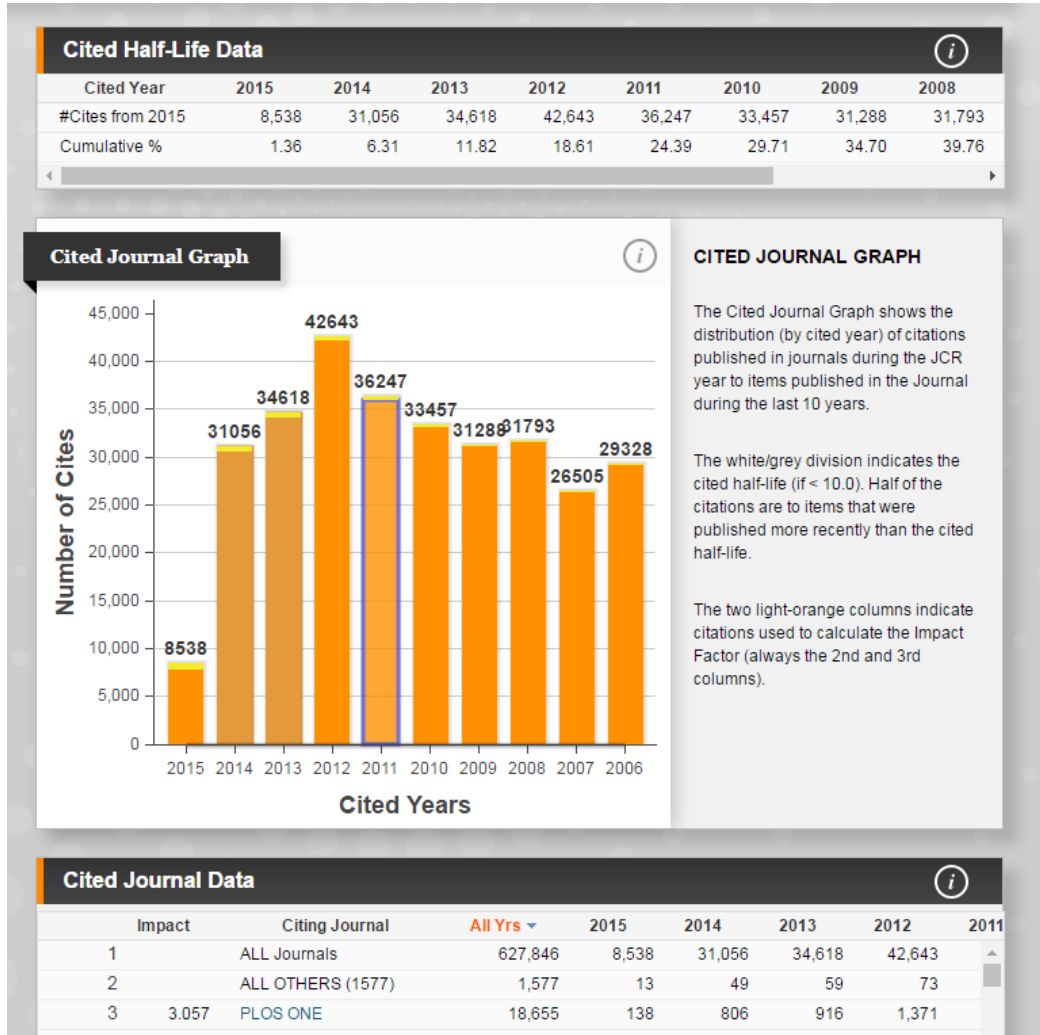 Cited Half-Life Data
Cited Year 2015 2014 2013 2012 2011 2010 2009 2008
#Cites from 2015 8,538 31,056 34,618 42,643 36,247 33,457 31,288 31,793
Cumulative % 1.36 6.31 11.82 18.61 24.39 29.71 34.70 39.76
Cited Journal Graph
45,000
40,000
35,000
30,000
25,000
20,000
15,000
10,000
5,000
0
Number of Cites
8538
31056
34618
42643
36247
33457
31288
31793
26505
29328
2015 2014 2013 2012 2011 2010 2009 2008 2007 2006
Cited Years
CITED JOURNAL GRAPH
The Cited Journal Graph shows the
distribution (by cited year) of citations
published in journals during the JCR
year to items published in the Journal
during the last 10 years.
The white/grey division indicates the
cited half-life (if < 10.0). Half of the
citations are to items that were
published more recently than the cited
half-life.
The two light-orange columns indicate
citations used to calculate the Impact
Factor (always the 2nd and 3rd
columns).
Cited Journal Data
Impact Citing Journal All Yrs 2015 2014 2013 2012 2011
1 ALL Journals 627,846 8,538 31,056 34,618 42,643
2 ALL OTHERS (1577) 1,577 13 49 59 73
3 3.057 PLOS ONE 18,655 138 806 916 1,371